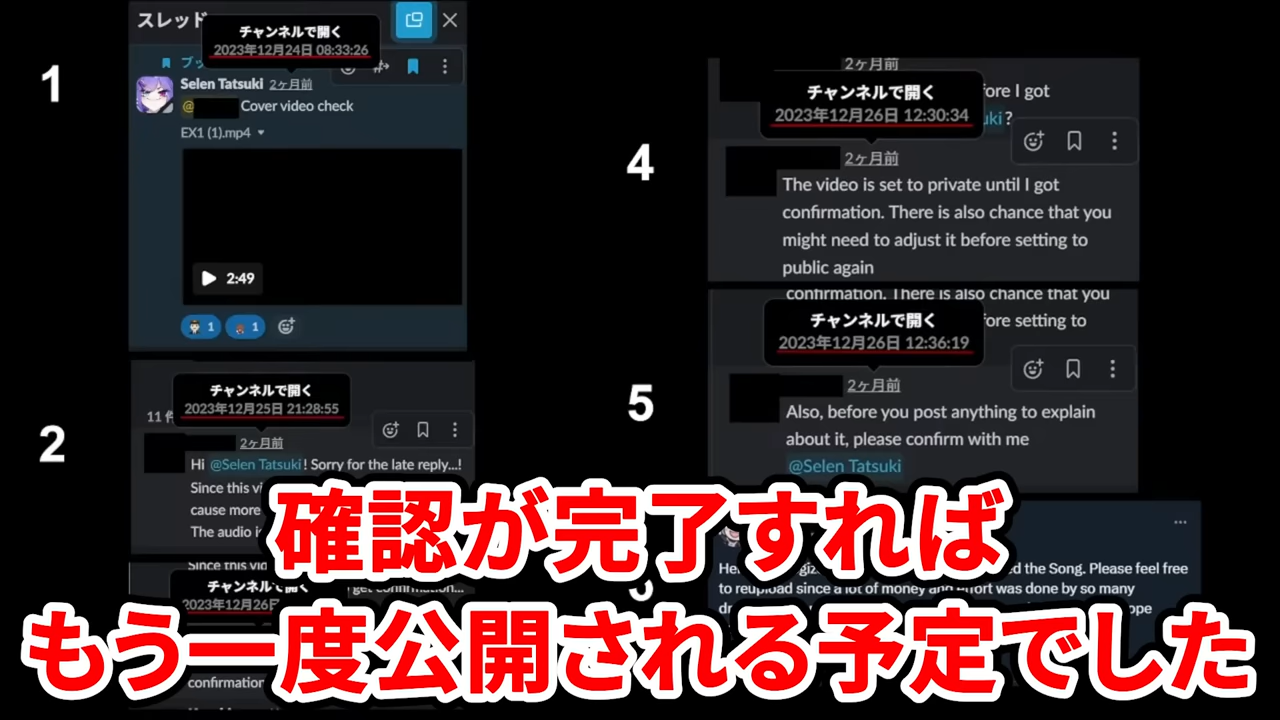 1
スレッド
チャンネルで開く
2023年12月24日 08:33:26
Selen Tatsuki 2ヶ月前
@ Cover video check
EX1 (1).mp4
2:49
1 1
2
チャンネルで開く
2023年12月25日 21:28:55
11
2ヶ月前
Hi @Selen Tatsuki! Sorry for the late reply...!
Since this
cause more
The audio
Since this
チャンネルで開く
2023年12月26日
get confirmation...
confirmation
4
2ヶ月前
チャンネルで開く
2023年12月26日 12:30:34
fore I got
uki?
2ヶ月前
The video is set to private until I got
confirmation. There is also chance that you
might need to adjust it before setting to
public again
confirmation. There is also chance that you
fore setting to
5
チャンネルで開く
2023年12月26日 12:36:19
2ヶ月前
Also, before you post anything to explain
about it, please confirm with me
@Selen Tatsuki
the Song. Please feel free
to reupload since a lot of money and effort was done by so many
確認が完了すれば
もう一度公開される予定でした